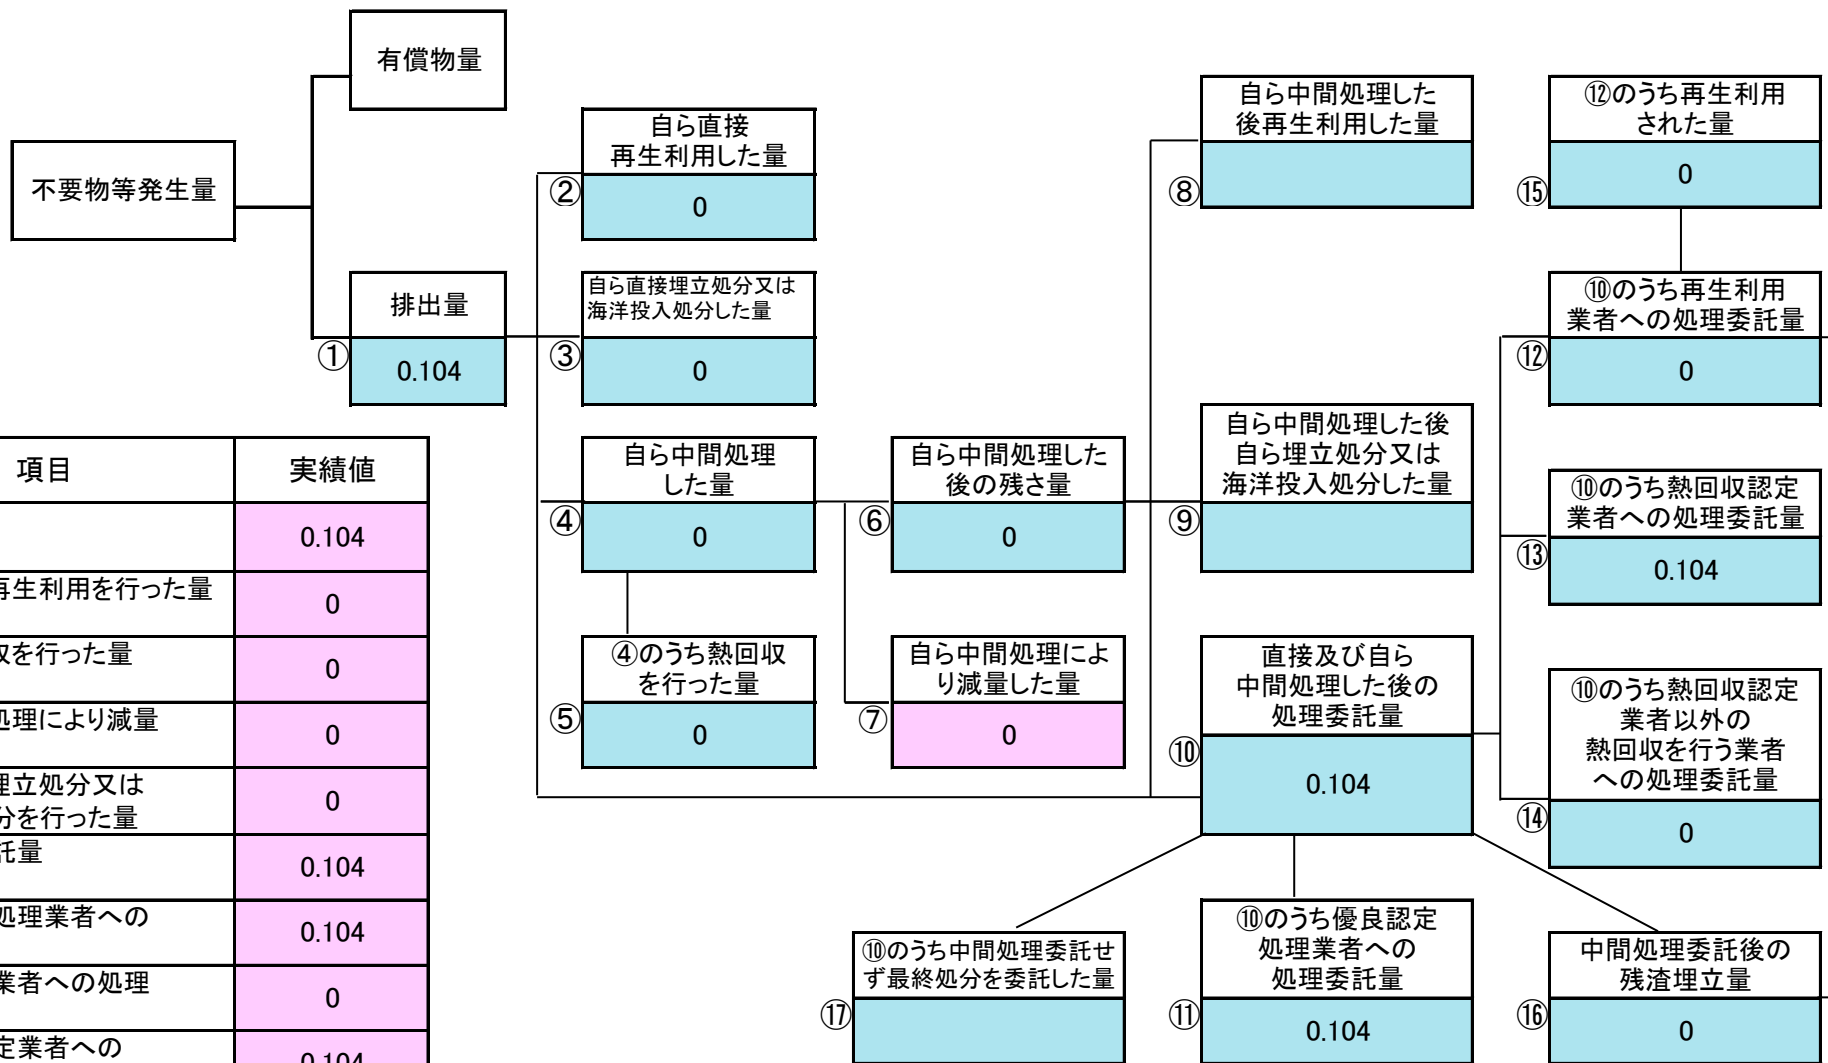 有償物量
不要物等発生量
排出量
①
0.104
自ら直接
再生利用した量
②
0
自ら直接埋立処分又は
海洋投入処分した量
③
0
自ら中間処理
した量
④
0
④のうち熱回収
を行った量
⑤
0
自ら中間処理した
後の残さ量
⑥
0
自ら中間処理によ
り減量した量
⑦
0
自ら中間処理した
後再生利用した量
⑧
自ら中間処理した後
自ら埋立処分又は
海洋投入処分した量
⑨
直接及び自ら
中間処理した後の
処理委託量
⑩
0.104
⑩のうち優良認定
処理業者への
処理委託量
⑪
0.104
⑩のうち再生利用
業者への処理委託量
⑫
0
⑩のうち熱回収認定
業者への処理委託量
⑬
0.104
⑩のうち熱回収認定
業者以外の
熱回収を行う業者
への処理委託量
⑭
0
⑫のうち再生利用
された量
⑮
0
中間処理委託後の
残渣埋立量
⑯
0
⑩のうち中間処理委託せ
ず最終処分を委託した量
⑰
項目 実績値
0.104
再生利用を行った量
0
を行った量
0
処理により減量
0
埋立処分又は
分を行った量
0
託量
0.104
処理業者への
0.104
業者への処理
0
定業者への
0.104